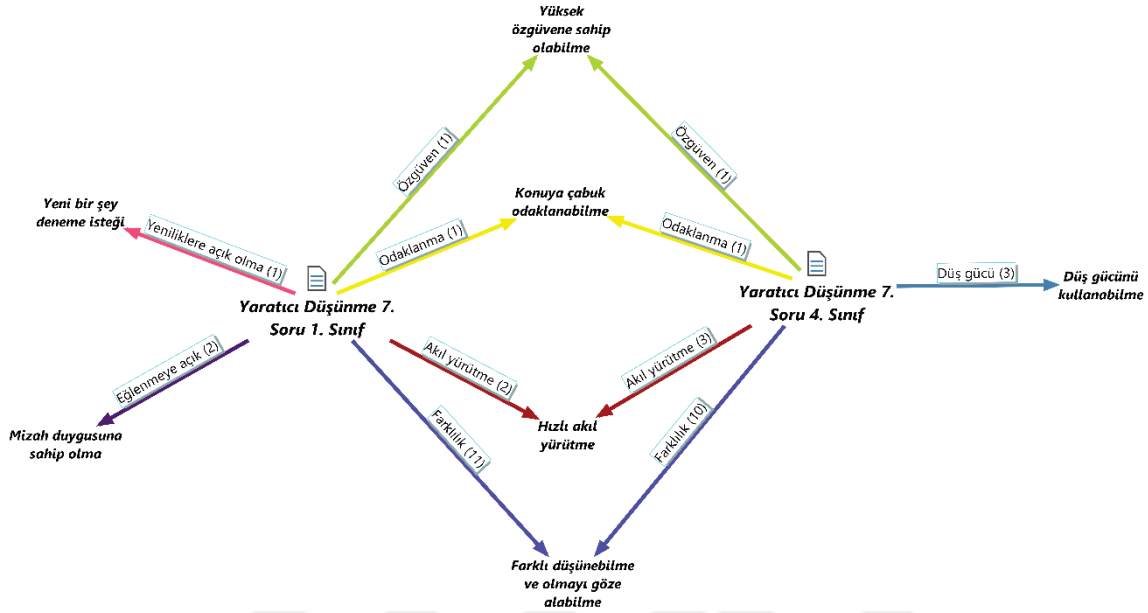 Yüksek
özgüvene sahip
olabilme
Özgüven (1)
Özgüven (1)
Yeni bir şey
deneme isteği
Yeniliklere açık olma (1)
Konuya çabuk
odaklanabilme
Odaklanma (1)
Odaklanma (1)
Yaratıcı Düşünme 7.
Soru 1. Sınıf
Yaratıcı Düşünme 7.
Soru 4. Sınıf
Düş gücü (3)
Düş gücünü
kullanabilme
Eğlenmeye açık (2)
Mizah duygusuna
sahip olma
Akıl yürütme (2)
Akıl yürütme (3)
Hızlı akıl
yürütme
Farklılık (11)
Farklılık (10)
Farklı düşünebilme
ve olmayı göze
alabilme